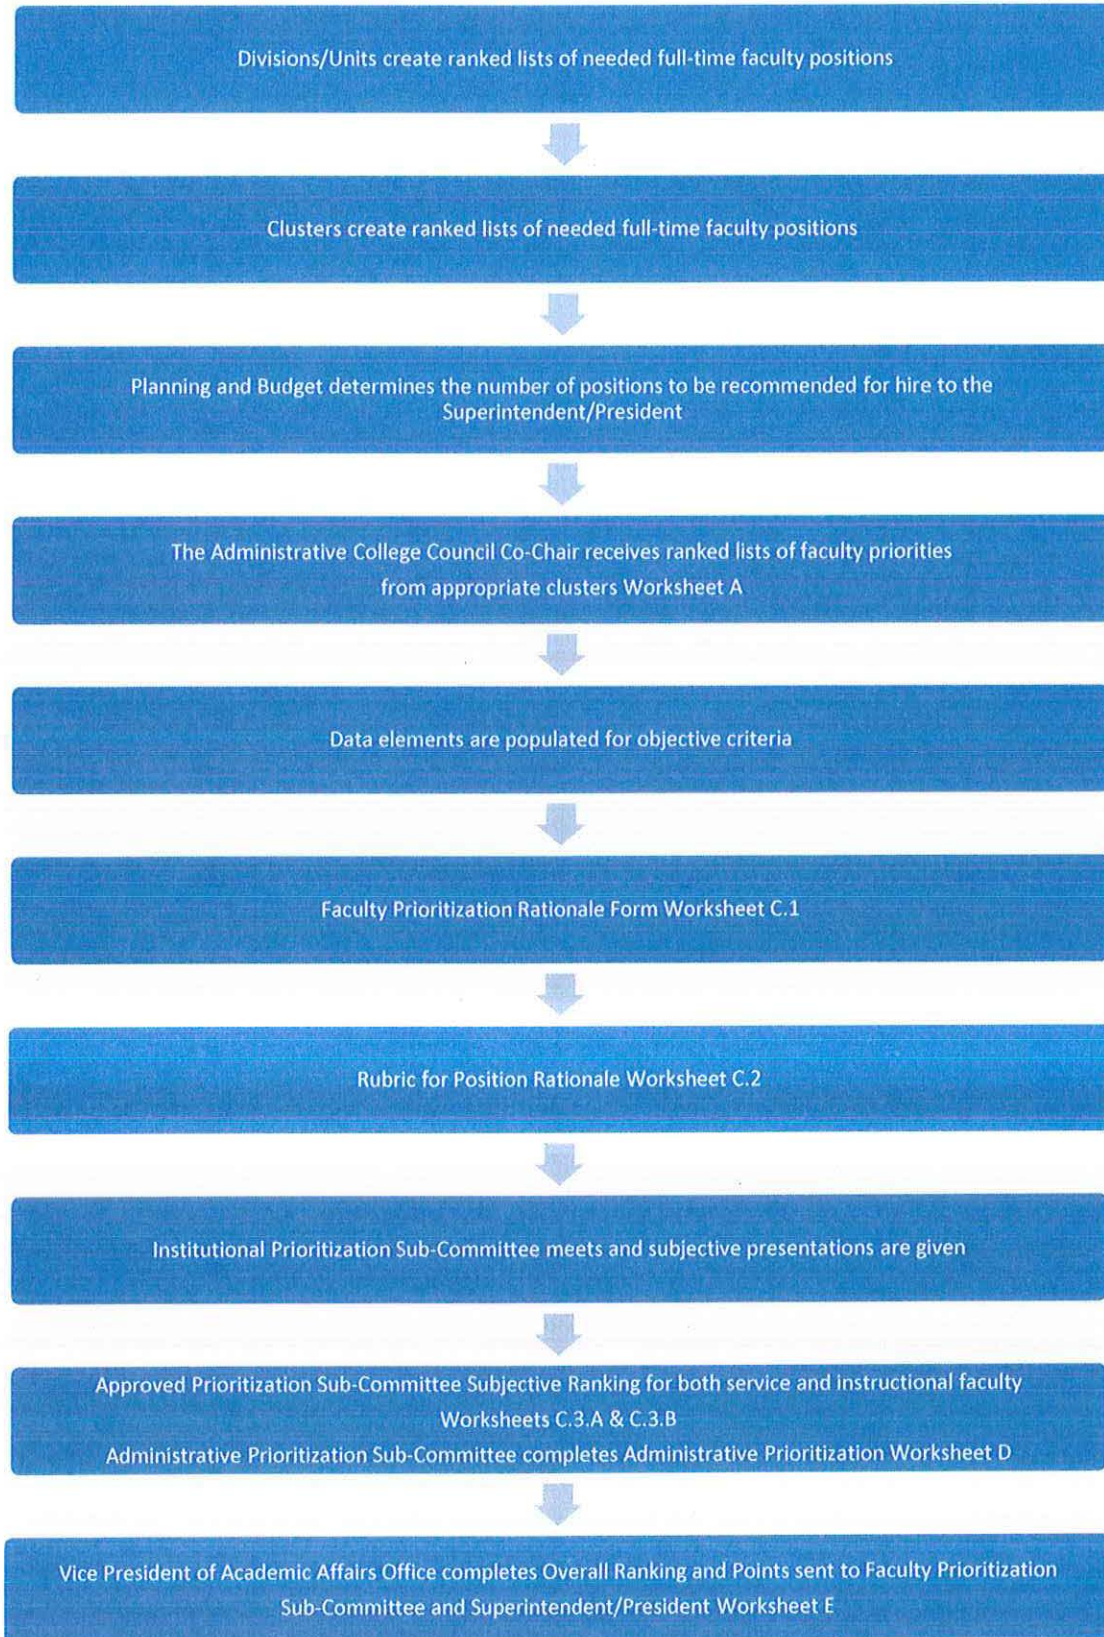 Divisions/Units create ranked lists of needed full-time faculty positions
Clusters create ranked lists of needed full-time faculty positions
Planning and Budget determines the number of positions to be recommended for hire to the
Superintendent/President
The Administrative College Council Co-Chair receives ranked lists of faculty priorities
from appropriate clusters Worksheet A
Data elements are populated for objective criteria
Faculty Prioritization Rationale Form Worksheet C.1
Rubric for Position Rationale Worksheet C.2
Institutional Prioritization Sub-Committee meets and subjective presentations are given
Approved Prioritization Sub-Committee Subjective Ranking for both service and instructional faculty
Worksheets C.3.A & C.3.B
Administrative Prioritization Sub-Committee completes Administrative Prioritization Worksheet D
Vice President of Academic Affairs Office completes Overall Ranking and Points sent to Faculty Prioritization
Sub-Committee and Superintendent/President Worksheet E